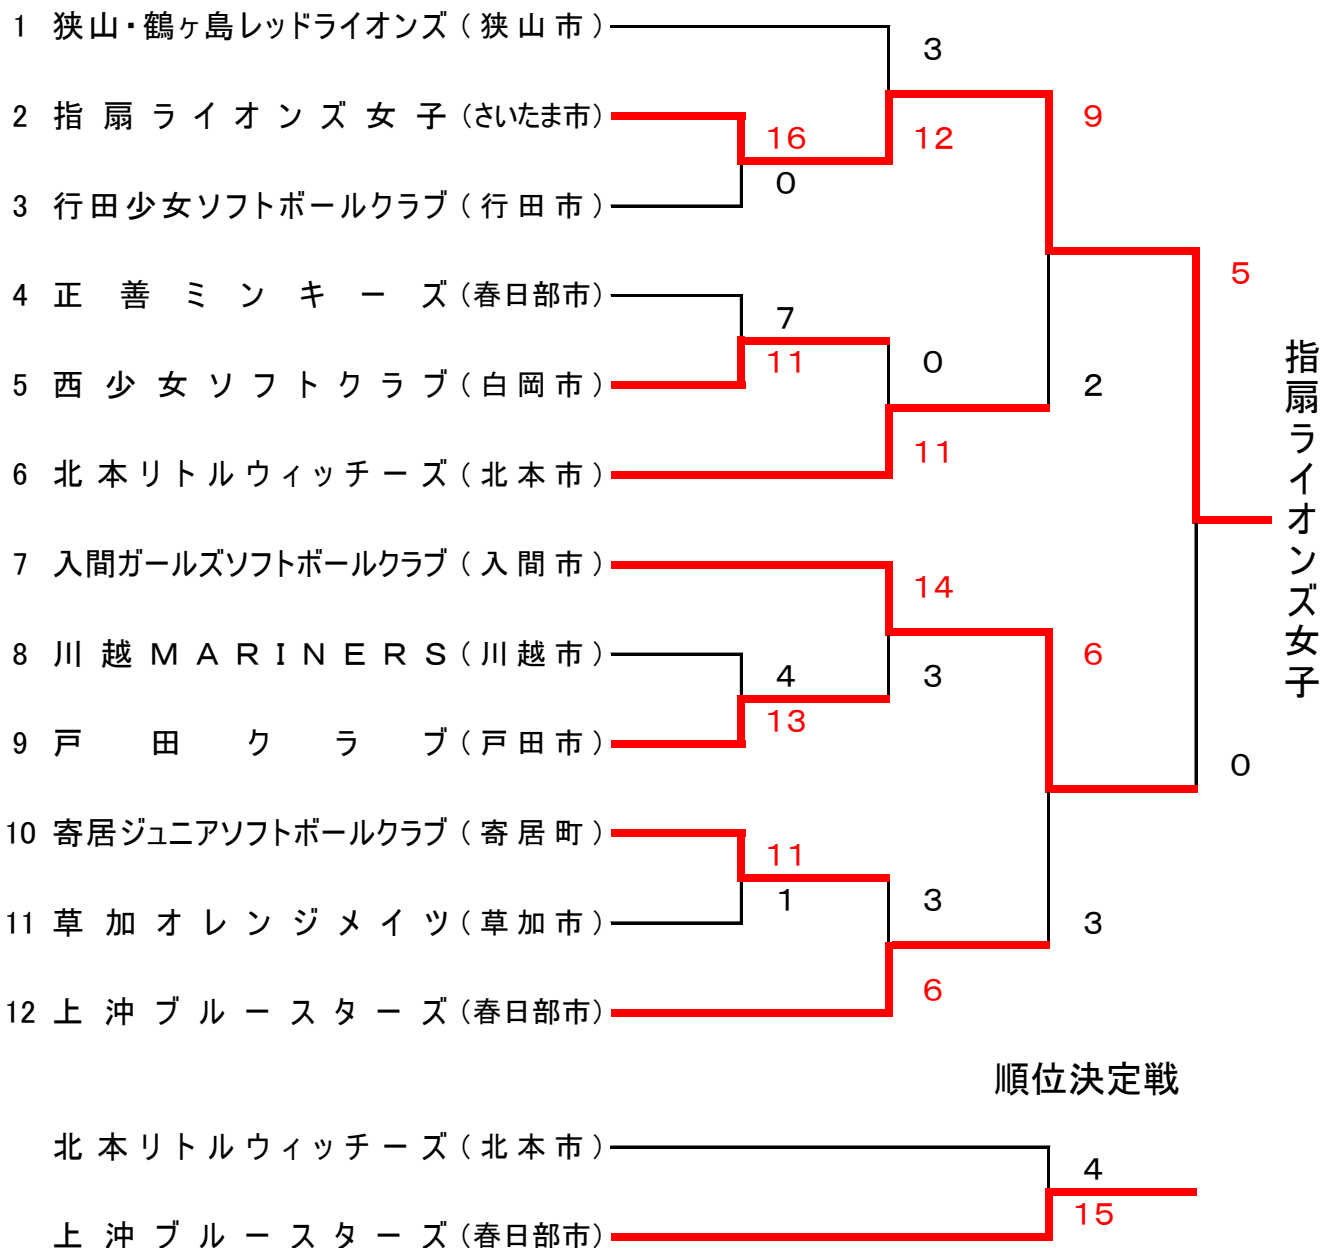 1 狭山・鶴ヶ島レッドライオンズ(狭山市)
3
2 指扇ライオンズ女子(さいたま市)
9
16
12
0
3 行田少女ソフトボールクラブ(行田市)
5
4 正善ミンキーズ(春日部市)
7
11
0
5 西少女ソフトクラブ(白岡市)
2
11
6 北本リトルウィッチーズ(北本市)
指扇ライオンズ女子
7 入間ガールズソフトボールクラブ(入間市)
14
8 川越MARINERS(川越市)
6
4
3
13
9 戸田クラブ(戸田市)
0
10 寄居ジュニアソフトボールクラブ(寄居町)
11
1
3
11 草加オレンジメイツ(草加市)
3
6
12 上沖ブルースターズ(春日部市)
順位決定戦
北本リトルウィッチーズ(北本市)
4
15
上沖ブルースターズ(春日部市)